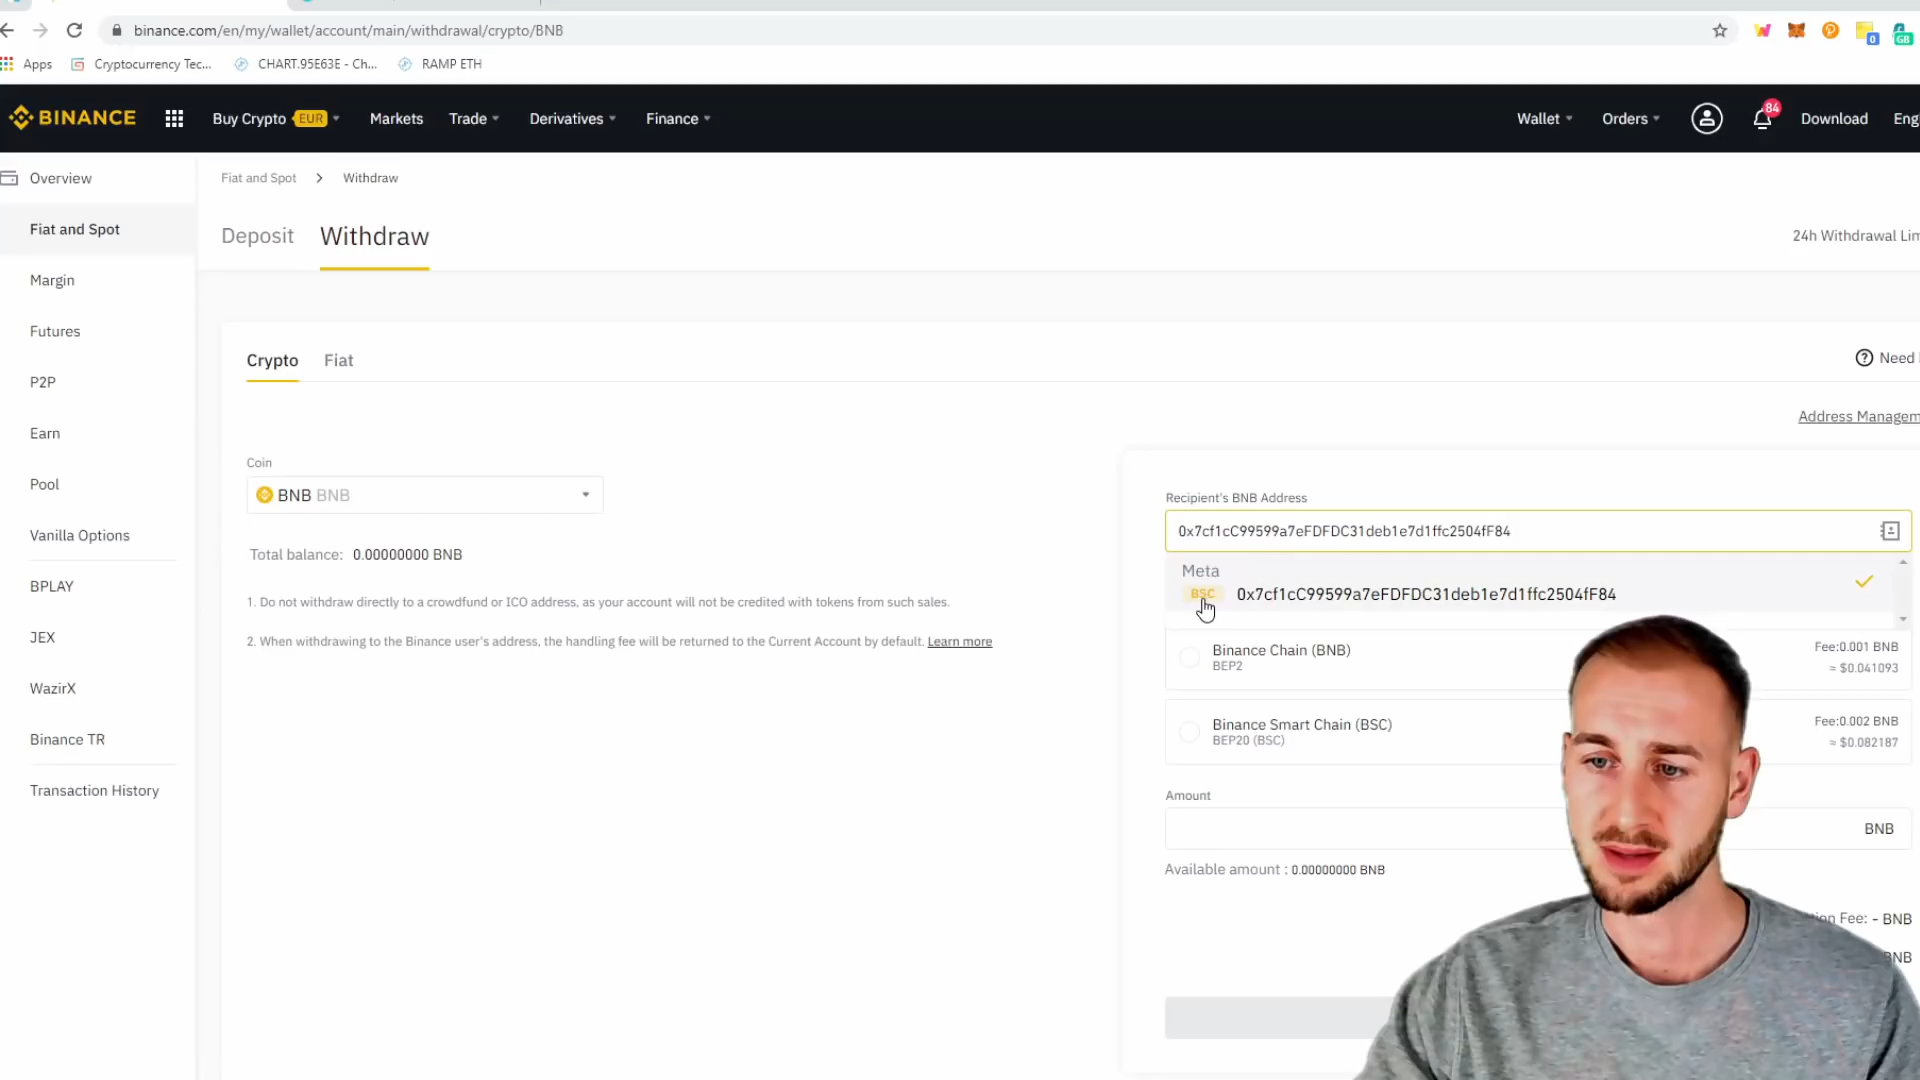 binance.com/en/my/wallet/account/main/withdrawal/crypto/BNB
0
GB
Apps Cryptocurrency Tec... CHART.95E63E - Ch... RAMP ETH
BINANCE Buy Crypto EUR Markets Trade Derivatives Finance Wallet Orders 84 Download Eng
Overview
Fiat and Spot > Withdraw
Fiat and Spot
Deposit Withdraw
24h Withdrawal Lim
Margin
Futures
P2P
Earn
Pool
Vanilla Options
BPLAY
JEX
WazirX
Binance TR
Transaction History
Crypto Fiat
Need
Address Managem
Coin
BNB BNB
Total balance: 0.00000000 BNB
1. Do not withdraw directly to a crowdfund or ICO address, as your account will not be credited with tokens from such sales.
2. When withdrawing to the Binance user's address, the handling fee will be returned to the Current Account by default. Learn more
Recipient's BNB Address
0x7cf1cC99599a7eFDFDC31deb1e7d1ffc2504fF84
Meta
BSC 0x7cf1cC99599a7eFDFDC31deb1e7d1ffc2504fF84
Binance Chain (BNB) Fee:0.001 BNB
BEP2 ≈ $0.041093
Binance Smart Chain (BSC) Fee:0.002 BNB
BEP20 (BSC) ≈ $0.082187
Amount
BNB
Available amount : 0.00000000 BNB
ion Fee: - BNB
BNB